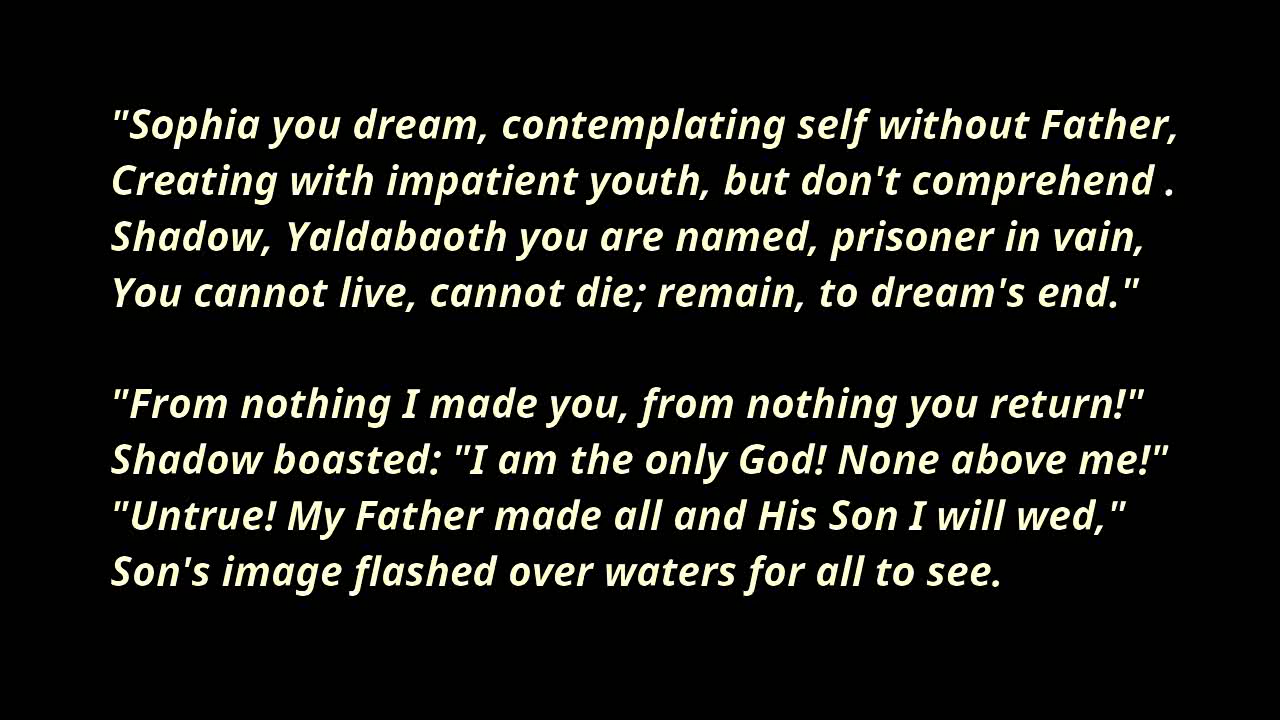 "Sophia you dream, contemplating self without Father,
Creating with impatient youth, but don't comprehend .
Shadow, Yaldabaoth you are named, prisoner in vain,
You cannot live, cannot die; remain, to dream's end."
"From nothing I made you, from nothing you return!"
Shadow boasted: "I am the only God! None above me!"
"Untrue! My Father made all and His Son I will wed,"
Son's image flashed over waters for all to see.